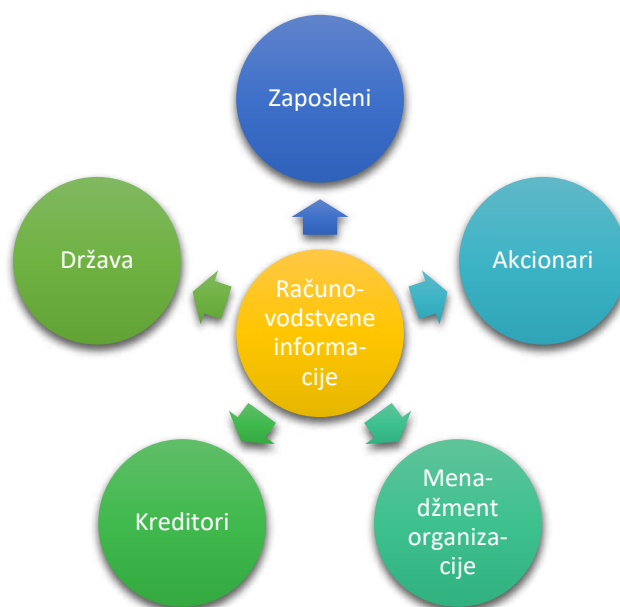 Zaposleni
Država
Akcionari
Računo-
vodstvene
informa-
cije
Kreditori
Mena-
džment
organiza-
cije